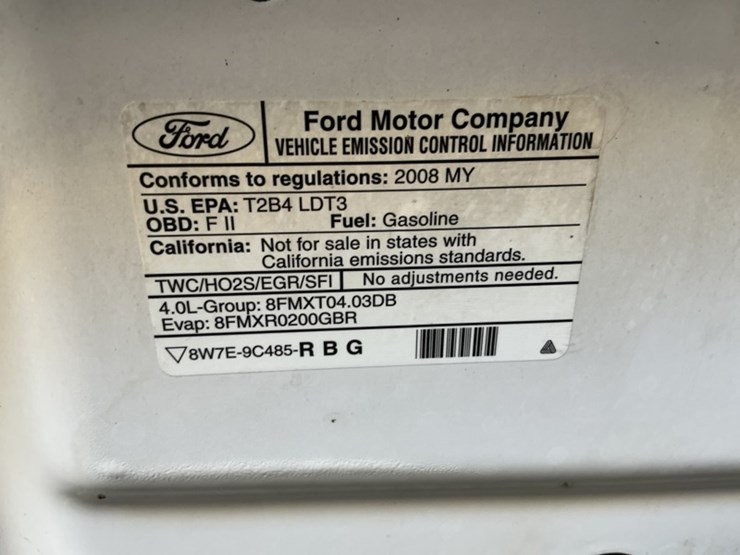 Ford
Ford Motor Company
VEHICLE EMISSION CONTROL INFORMATION
Conforms to regulations: 2008 MY
U.S. EPA: T2B4 LDT3
OBD: F II Fuel: Gasoline
California: Not for sale in states with
California emissions standards.
TWC/HO2S/EGR/SFI No adjustments needed.
4.0L-Group: 8FMXT04.03DB
Evap: 8FMXR0200GBR
▽8W7E-9C485-R B G